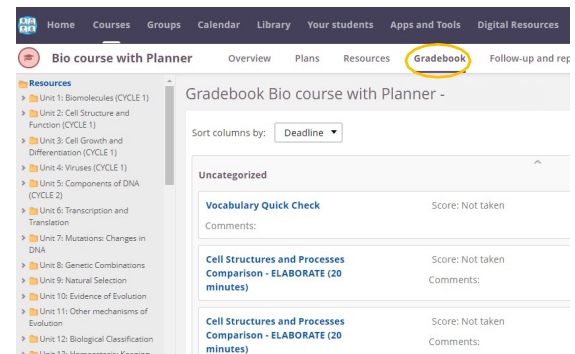 Home Courses Groups Calendar Library Your students Apps and Tools Digital Resources
Bio course with Planner Overview Plans Resources Gradebook Follow-up and rep
Resources
Unit 1: Biomolecules (CYCLE 1)
Unit 2: Cell Structure and
Function (CYCLE 1)
Unit 3: Cell Growth and
Differentiation (CYCLE 1)
Unit 4: Viruses (CYCLE 1)
Unit 5: Components of DNA
(CYCLE 2)
Unit 6: Transcription and
Translation
Unit 7: Mutations: Changes in
DNA
Unit 8: Genetic Combinations
Unit 9: Natural Selection
Unit 10: Evidence of Evolution
Unit 11: Other mechanisms of
Evolution
Unit 12: Biological Classification
Unit 13: Homeostasis: Keeping
Gradebook Bio course with Planner -
Sort columns by: Deadline
Uncategorized
Vocabulary Quick Check Score: Not taken
Comments:
Cell Structures and Processes Score: Not taken
Comparison - ELABORATE (20 Comments:
minutes)
Cell Structures and Processes Score: Not taken
Comparison - ELABORATE (20 Comments:
minutes)